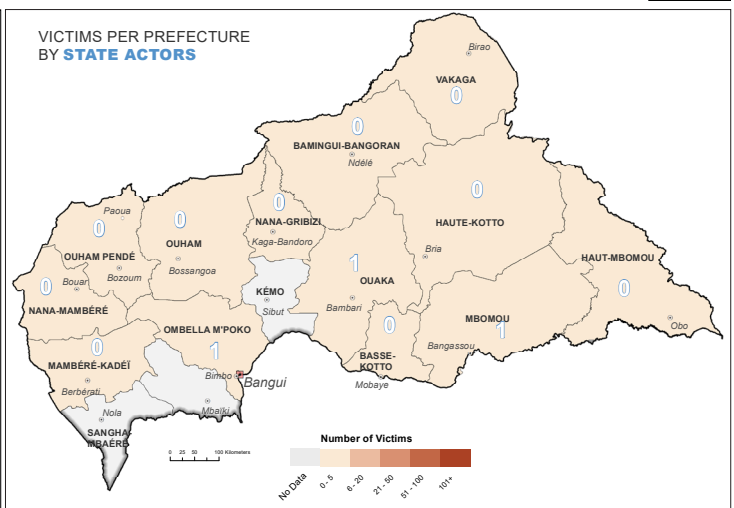 VICTIMS PER PREFECTURE
BY STATE ACTORS
Birao
VAKAGA
0
0
BAMINGUI-BANGORAN
Ndélé
0
HAUTE-KOTTO
Bria
0
NANA-GRIBIZI
Kaga-Bandoro
Paoua
0
OUHAM PENDÉ
Bozoum
0
OUHAM
Bossangoa
Bouar
0
NANA-MAMBÉRÉ
KÉMO
Sibut
1
OUAKA
Bambari
HAUT-MBOMOU
0
Obo
MBOMOU
1
Bangassou
0
BASSE-
KOTTO
Mobaye
OMBELLA M'POKO
1
Bimbo
Bangui
0
MAMBÉRÉ-KADÉÏ
Berbérati
Mbaïki
Nola
SANGHA-
MBAÉRÉ
0 25 50 100 Kilometers
Number of Victims
No Data
0 - 5
6 - 20
21 - 50
51 - 100
101+